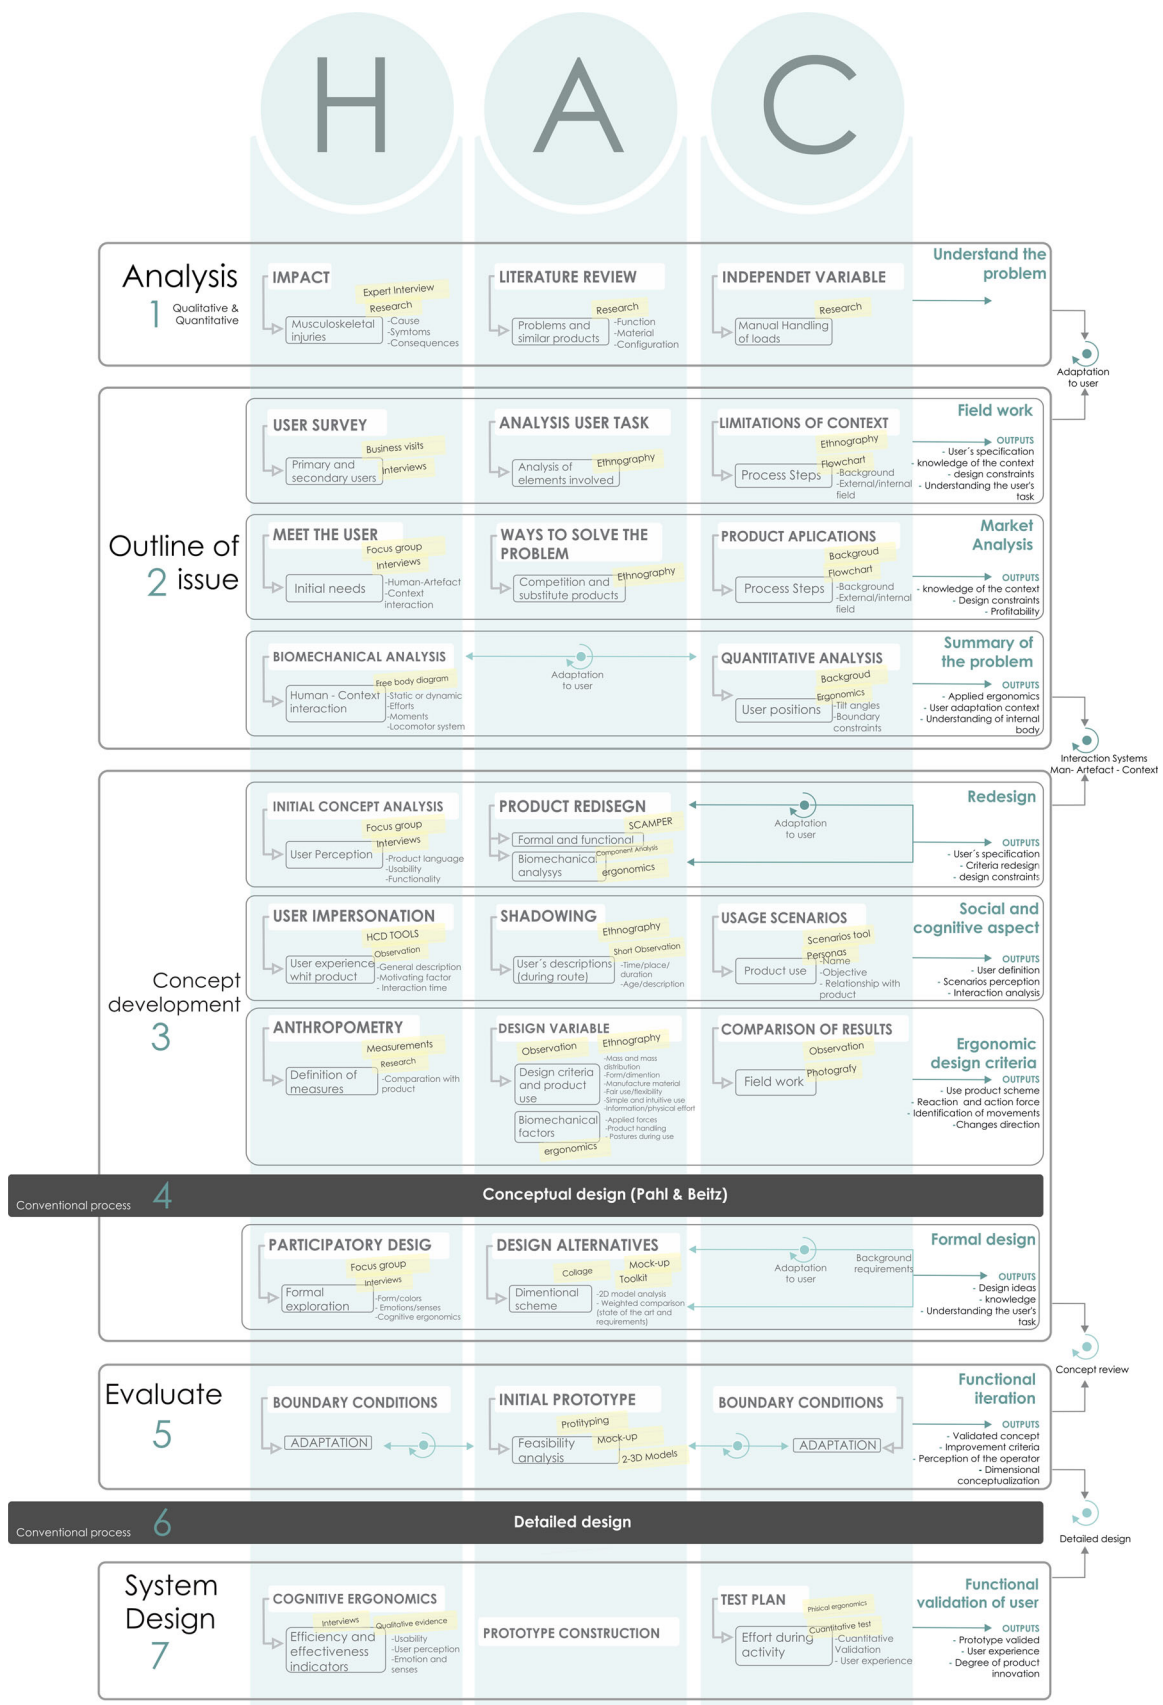 H
A
C
Analysis
1
Qualitative &
Quantitative
IMPACT
Expert Interview
Research
Musculoskeletal
injuries
-Cause
-Symtoms
-Consequences
LITERATURE REVIEW
Research
Problems and
similar products
-Function
-Material
-Configuration
INDEPENDET VARIABLE
Research
Manual Handling
of loads
Understand the
problem
Adaptation
to user
Outline of
2 issue
USER SURVEY
Business visits
Interviews
Primary and
secondary users
ANALYSIS USER TASK
Ethnography
Analysis of
elements involved
LIMITATIONS OF CONTEXT
Ethnography
Flowchart
Process Steps
-Background
-External/internal
field
Field work
OUTPUTS
- User´s specification
- knowledge of the context
- design constraints
- Understanding the user's
task
MEET THE USER
Focus group
Interviews
Initial needs
-Human-Artefact
-Context
interaction
WAYS TO SOLVE THE
PROBLEM
Ethnography
Competition and
substitute products
PRODUCT APLICATIONS
Backgroud
Flowchart
Process Steps
-Background
-External/internal
field
Market
Analysis
OUTPUTS
- knowledge of the context
- Design constraints
- Profitability
BIOMECHANICAL ANALYSIS
Free body diagram
Human - Context
interaction
-Static or dynamic
-Efforts
-Moments
-Locomotor system
Adaptation
to user
QUANTITATIVE ANALYSIS
Backgroud
Ergonomics
User positions
-Tilt angles
-Boundary
constraints
Summary of
the problem
OUTPUTS
- Applied ergonomics
- User adaptation context
- Understanding of internal
body
Interaction Systems
Man- Artefact - Context
Concept
development
3
INITIAL CONCEPT ANALYSIS
Focus group
Interviews
User Perception
-Product language
-Usability
-Functionality
PRODUCT REDISEGN
SCAMPER
Formal and functional
Component Analysis
Biomechanical
analysys
ergonomics
Adaptation
to user
Redesign
OUTPUTS
- User´s specification
- Criteria redesign
- design constraints
USER IMPERSONATION
HCD TOOLS
Observation
User experience
whit product
-General description
- Motivating factor
- Interaction time
SHADOWING
Ethnography
Short Observation
User´s descriptions
(during route)
-Time/place/
duration
-Age/description
USAGE SCENARIOS
Scenarios tool
Personas
Product use
-Name
-Objective
- Relationship with
product
Social and
cognitive aspect
OUTPUTS
- User definition
- Scenarios perception
- Interaction analysis
ANTHROPOMETRY
Measurements
Research
Definition of
measures
-Comparation with
product
DESIGN VARIABLE
Observation
Ethnography
Design criteria
and product
use
-Mass and mass
distribution
-Form/dimention
-Manufacture material
-Fair use/flexibility
-Simple and intuitive use
-Information/physical effort
Biomechanical
factors
-Applied forces
-Product handling
- Postures during use
ergonomics
COMPARISON OF RESULTS
Observation
Photografy
Field work
Ergonomic
design criteria
OUTPUTS
- Use product scheme
- Reaction and action force
- Identification of movements
-Changes direction
Conventional process 4
Conceptual design (Pahl & Beitz)
PARTICIPATORY DESIG
Focus group
Interviews
Formal
exploration
-Form/colors
- Emotions/senses
-Cognitive ergonomics
DESIGN ALTERNATIVES
Collage
Mock-up
Toolkit
Dimentional
scheme
-2D model analysis
- Weighted comparison
(state of the art and
requirements)
Adaptation
to user
Background
requirements
Formal design
OUTPUTS
- Design ideas
- knowledge
- Understanding the user's
task
Concept review
Evaluate
5
BOUNDARY CONDITIONS
ADAPTATION
INITIAL PROTOTYPE
Protityping
Mock-up
2-3D Models
Feasibility
analysis
BOUNDARY CONDITIONS
ADAPTATION
Functional
iteration
OUTPUTS
- Validated concept
- Improvement criteria
- Perception of the operator
- Dimensional
conceptualization
Conventional process 6
Detailed design
Detailed design
System
Design
7
COGNITIVE ERGONOMICS
Interviews
Qualitative evidence
Efficiency and
effectiveness
indicators
-Usability
-User perception
-Emotion and
senses
PROTOTYPE CONSTRUCTION
TEST PLAN
Phisical ergonomics
Cuantitative test
Effort during
activity
-Cuantitative
Validation
- User experience
Functional
validation of user
OUTPUTS
- Prototype valided
- User experience
- Degree of product
innovation